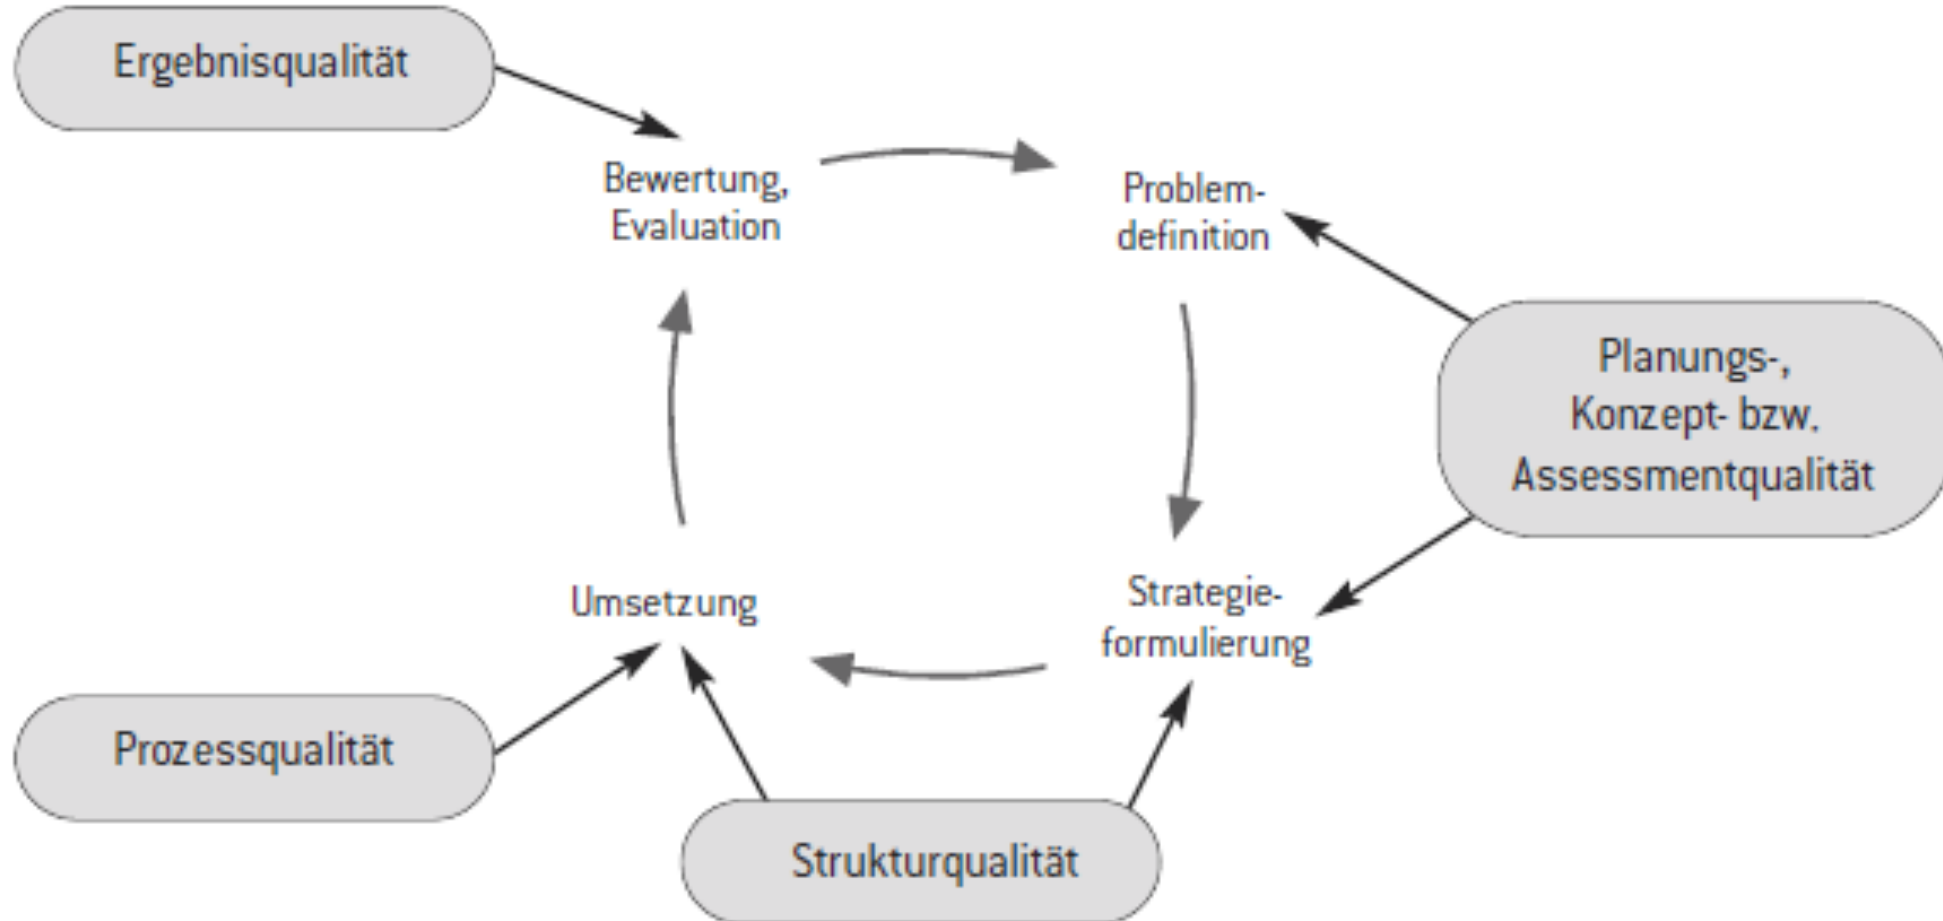 Ergebnisqualität
Bewertung,
Evaluation
Problem-
definition
Planungs-,
Konzept- bzw.
Assessmentqualität
Strategie-
formulierung
Umsetzung
Prozessqualität
Strukturqualität